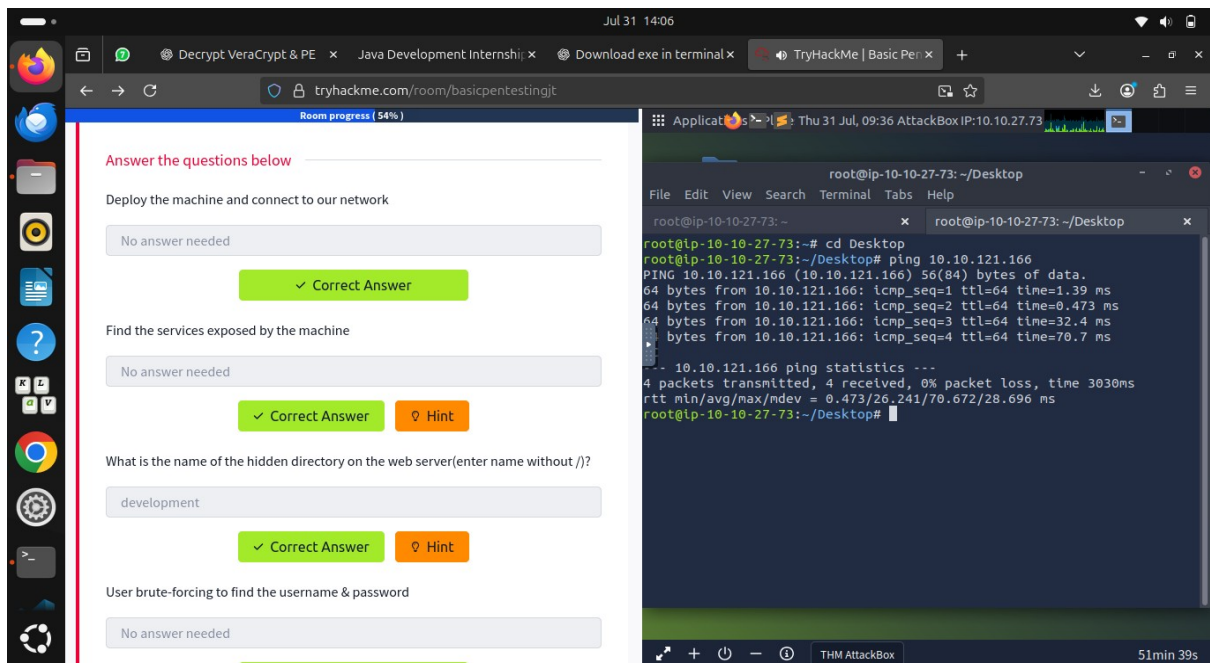 Jul 31 14:06
Decrypt VeraCrypt & PE
Java Development Internship
Download exe in terminal
TryHackMe | Basic Pen
tryhackme.com/room/basicpentestingjt
Room progress ( 54% )
Answer the questions below
Deploy the machine and connect to our network
No answer needed
Correct Answer
Find the services exposed by the machine
No answer needed
Correct Answer
Hint
What is the name of the hidden directory on the web server(enter name without /)?
development
Correct Answer
Hint
User brute-forcing to find the username & password
No answer needed
Thu 31 Jul, 09:36 AttackBox IP:10.10.27.73
root@ip-10-10-27-73: ~/Desktop
File Edit View Search Terminal Tabs Help
root@ip-10-10-27-73: ~
root@ip-10-10-27-73: ~/Desktop
root@ip-10-10-27-73:~# cd Desktop
root@ip-10-10-27-73:~/Desktop# ping 10.10.121.166
PING 10.10.121.166 (10.10.121.166) 56(84) bytes of data.
64 bytes from 10.10.121.166: icmp_seq=1 ttl=64 time=1.39 ms
64 bytes from 10.10.121.166: icmp_seq=2 ttl=64 time=0.473 ms
64 bytes from 10.10.121.166: icmp_seq=3 ttl=64 time=32.4 ms
bytes from 10.10.121.166: icmp_seq=4 ttl=64 time=70.7 ms
--- 10.10.121.166 ping statistics ---
4 packets transmitted, 4 received, 0% packet loss, time 3030ms
rtt min/avg/max/mdev = 0.473/26.241/70.672/28.696 ms
root@ip-10-10-27-73:~/Desktop#
K L
a V
THM AttackBox
51min 39s